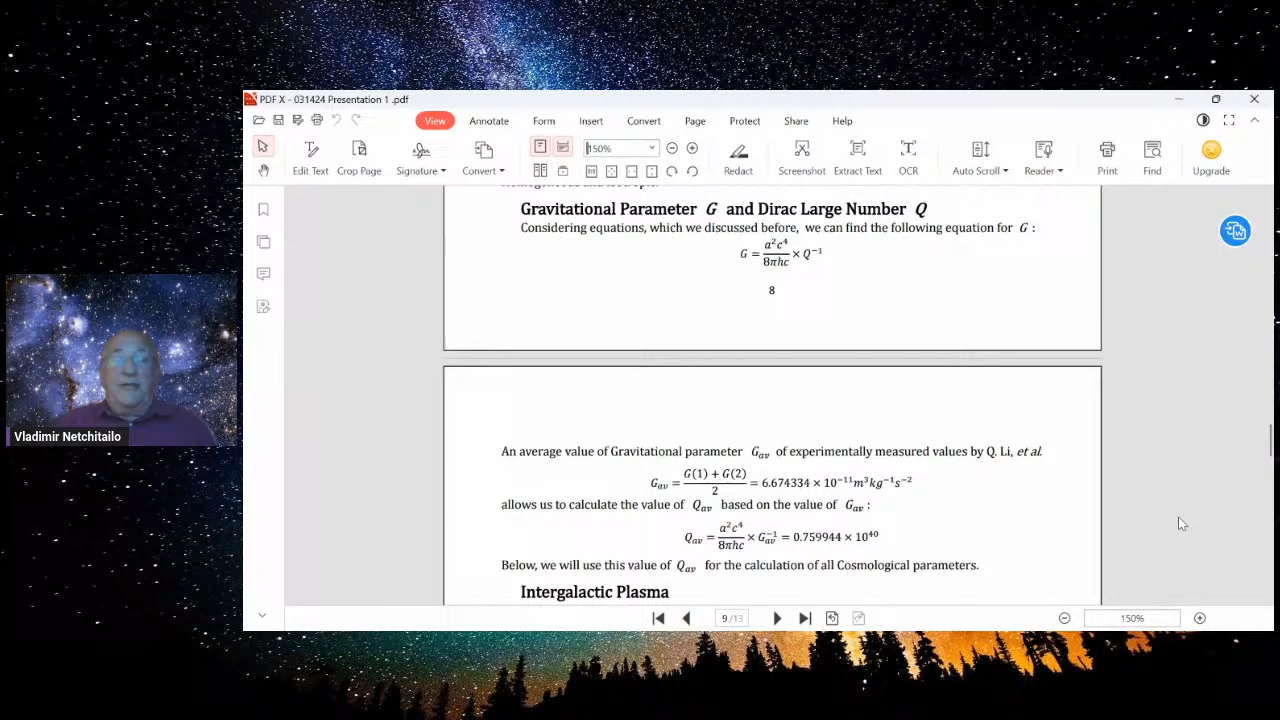 PDF X - 031424 Presentation 1 .pdf
View Annotate Form Insert Convert Page Protect Share Help
150%
Edit Text Crop Page Signature Convert Redact Screenshot Extract Text OCR Auto Scroll Reader Print Find Upgrade
Homogeneous and Isotropic.
Gravitational Parameter G and Dirac Large Number Q
Considering equations, which we discussed before, we can find the following equation for G :
G = a²c⁴/8πhc × Q⁻¹
8
An average value of Gravitational parameter G_av of experimentally measured values by Q. Li, et al.
G_av = G(1) + G(2)/2 = 6.674334 × 10⁻¹¹m³kg⁻¹s⁻²
allows us to calculate the value of Q_av based on the value of G_av :
Q_av = a²c⁴/8πhc × G_av⁻¹ = 0.759944 × 10⁴⁰
Below, we will use this value of Q_av for the calculation of all Cosmological parameters.
Intergalactic Plasma
Vladimir Netchitailo
9 /13
150%